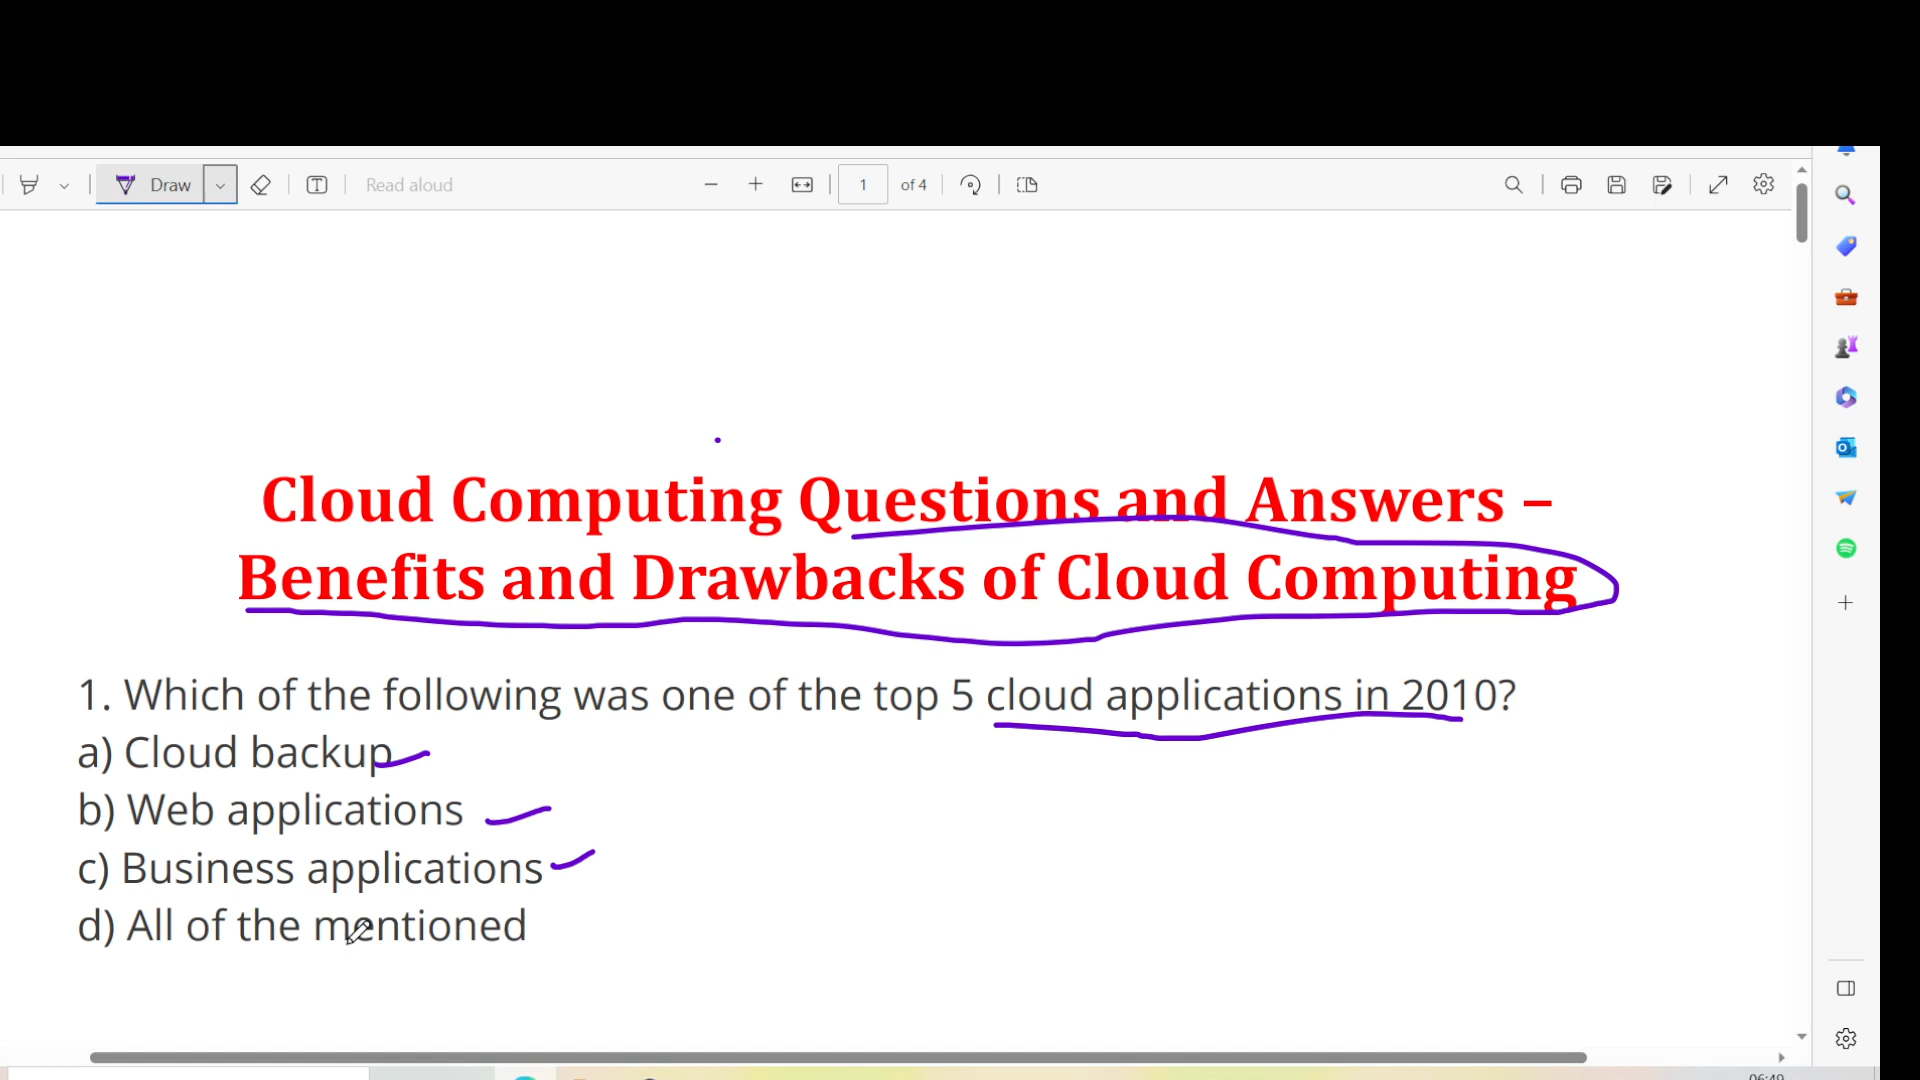 Draw
Read aloud
1 of 4
Cloud Computing Questions and Answers –
Benefits and Drawbacks of Cloud Computing
1. Which of the following was one of the top 5 cloud applications in 2010?
a) Cloud backup
b) Web applications
c) Business applications
d) All of the mentioned